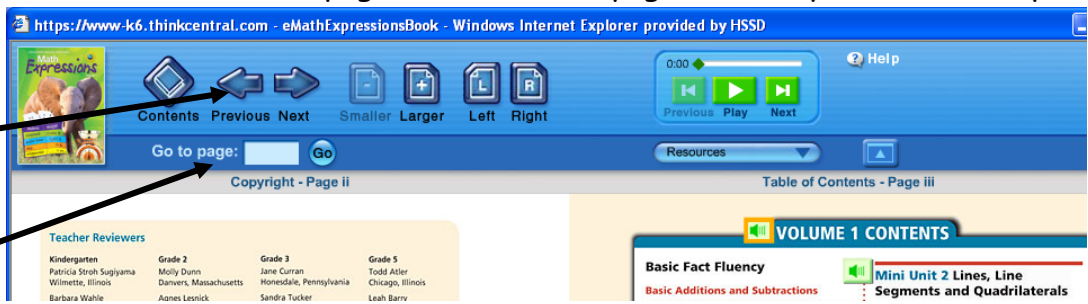 https://www-k6.thinkcentral.com - eMathExpressionsBook - Windows Internet Explorer provided by HSSD
Math
Expressions
0:00
Help
Contents Previous Next Smaller Larger Left Right
L R
Previous Play Next
Go to page: Go
Resources
Copyright - Page ii
Table of Contents - Page iii
Teacher Reviewers
Kindergarten
Patricia Stroh Sugiyama
Wilmette, Illinois
Barbara Wahle
Grade 2
Molly Dunn
Danvers, Massachusetts
Agnes Lesnick
Grade 3
Jane Curran
Honesdale, Pennsylvania
Sandra Tucker
Grade 5
Todd Atler
Chicago, Illinois
Leah Barry
VOLUME 1 CONTENTS
Basic Fact Fluency
Basic Additions and Subtractions
Mini Unit 2 Lines, Line
Segments and Quadrilaterals